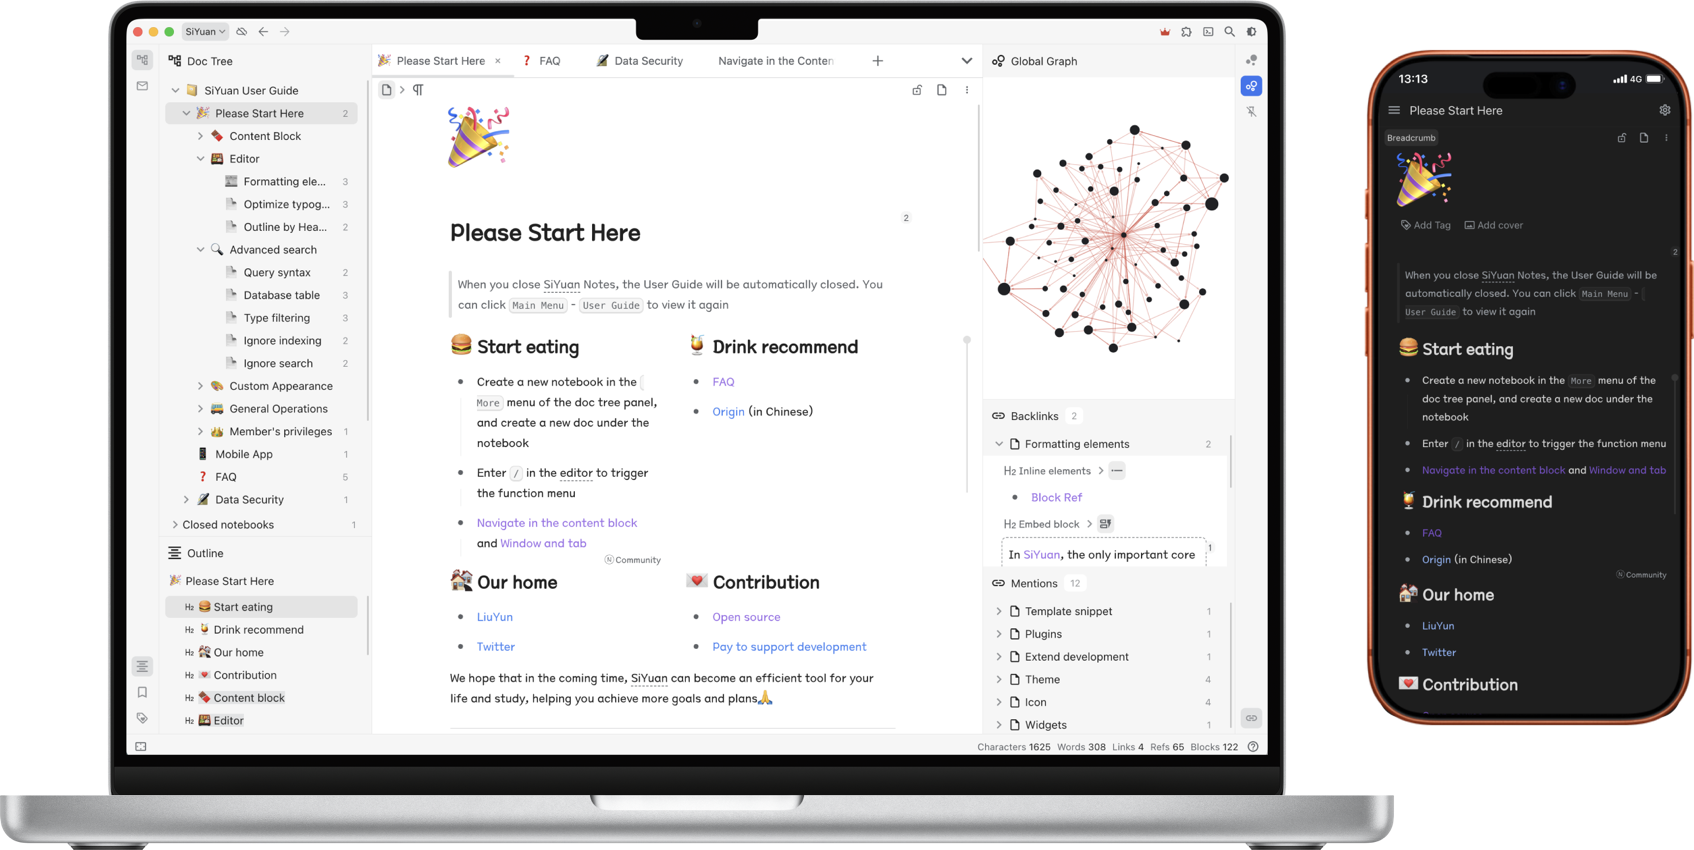 SiYuan
Doc Tree
SiYuan User Guide
Please Start Here 2
Content Block
Editor
Formatting ele... 3
Optimize typog... 3
Outline by Hea... 2
Advanced search
Query syntax 2
Database table 3
Type filtering 3
Ignore indexing 2
Ignore search 2
Custom Appearance
General Operations
Member's privileges 1
Mobile App 1
FAQ 5
Data Security 1
Closed notebooks 1
Outline
Please Start Here
H2 Start eating
H2 Drink recommend
H2 Our home
H2 Contribution
H2 Content block
H2 Editor
Please Start Here
FAQ
Data Security
Navigate in the Conten
2
Please Start Here
When you close SiYuan Notes, the User Guide will be automatically closed. You
can click Main Menu - User Guide to view it again
Start eating
Create a new notebook in the
More menu of the doc tree panel,
and create a new doc under the
notebook
Enter / in the editor to trigger
the function menu
Navigate in the content block
and Window and tab
Drink recommend
FAQ
Origin (in Chinese)
Community
Our home
LiuYun
Twitter
Contribution
Open source
Pay to support development
We hope that in the coming time, SiYuan can become an efficient tool for your
life and study, helping you achieve more goals and plans
Global Graph
Backlinks 2
Formatting elements 2
H2 Inline elements
Block Ref
H2 Embed block
In SiYuan, the only important core
1
Mentions 12
Template snippet 1
Plugins 1
Extend development 1
Theme 4
Icon 4
Widgets 1
Characters 1625 Words 308 Links 4 Refs 65 Blocks 122
13:13
4G
Please Start Here
Breadcrumb
Add Tag Add cover
2
When you close SiYuan Notes, the User Guide will be
automatically closed. You can click Main Menu -
User Guide to view it again
Start eating
Create a new notebook in the More menu of the
doc tree panel, and create a new doc under the
notebook
Enter / in the editor to trigger the function menu
Navigate in the content block and Window and tab
Drink recommend
FAQ
Origin (in Chinese)
Community
Our home
LiuYun
Twitter
Contribution